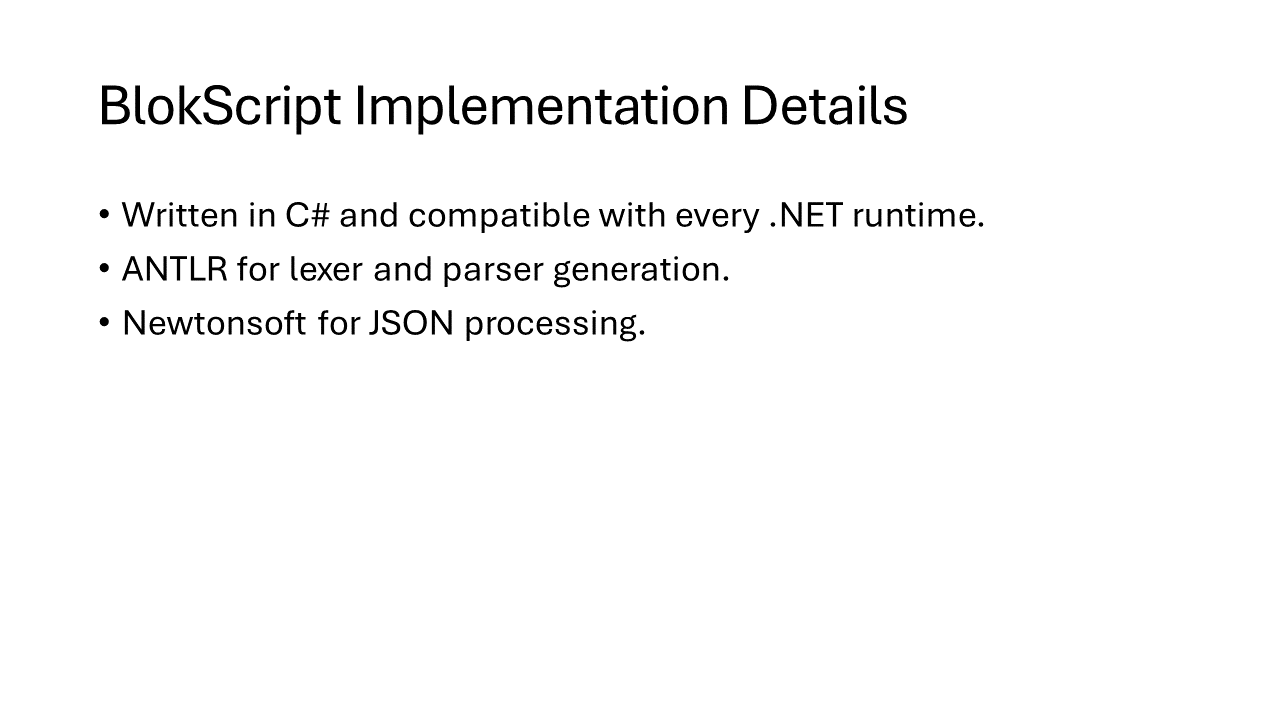 BlokScript Implementation Details
• Written in C# and compatible with every .NET runtime.
• ANTLR for lexer and parser generation.
• Newtonsoft for JSON processing.